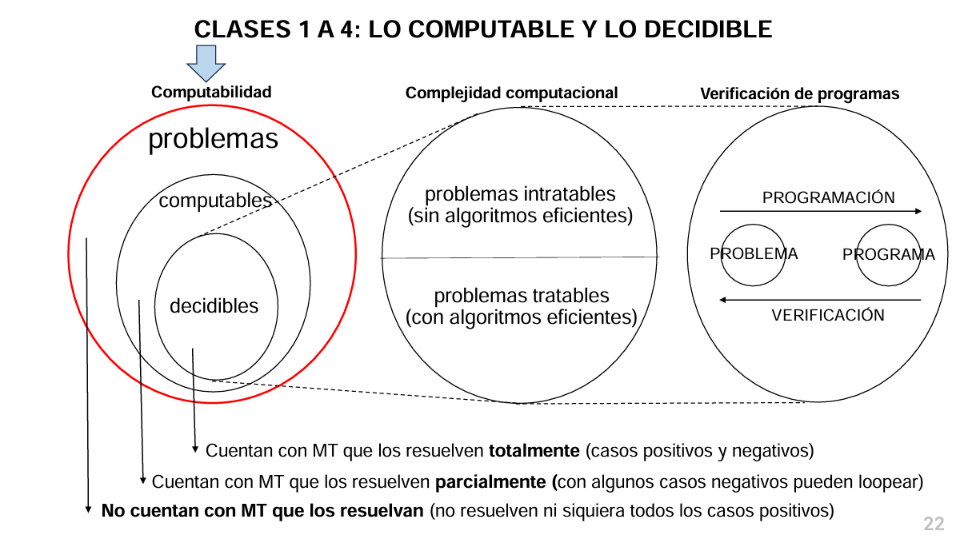 CLASES 1 A 4: LO COMPUTABLE Y LO DECIDIBLE
Computabilidad
problemas
computables
decidibles
Complejidad computacional
problemas intratables
(sin algoritmos eficientes)
problemas tratables
(con algoritmos eficientes)
Verificación de programas
PROGRAMACIÓN
PROBLEMA
PROGRAMA
VERIFICACIÓN
Cuentan con MT que los resuelven totalmente (casos positivos y negativos)
Cuentan con MT que los resuelven parcialmente (con algunos casos negativos pueden loopear)
No cuentan con MT que los resuelvan (no resuelven ni siquiera todos los casos positivos)
22